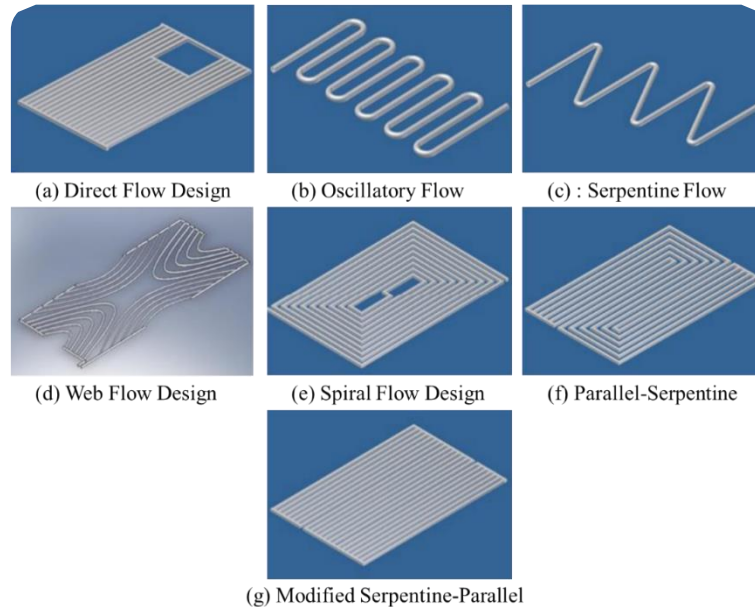 (a) Direct Flow Design
(b) Oscillatory Flow
(c) : Serpentine Flow
(d) Web Flow Design
(e) Spiral Flow Design
(f) Parallel-Serpentine
(g) Modified Serpentine-Parallel